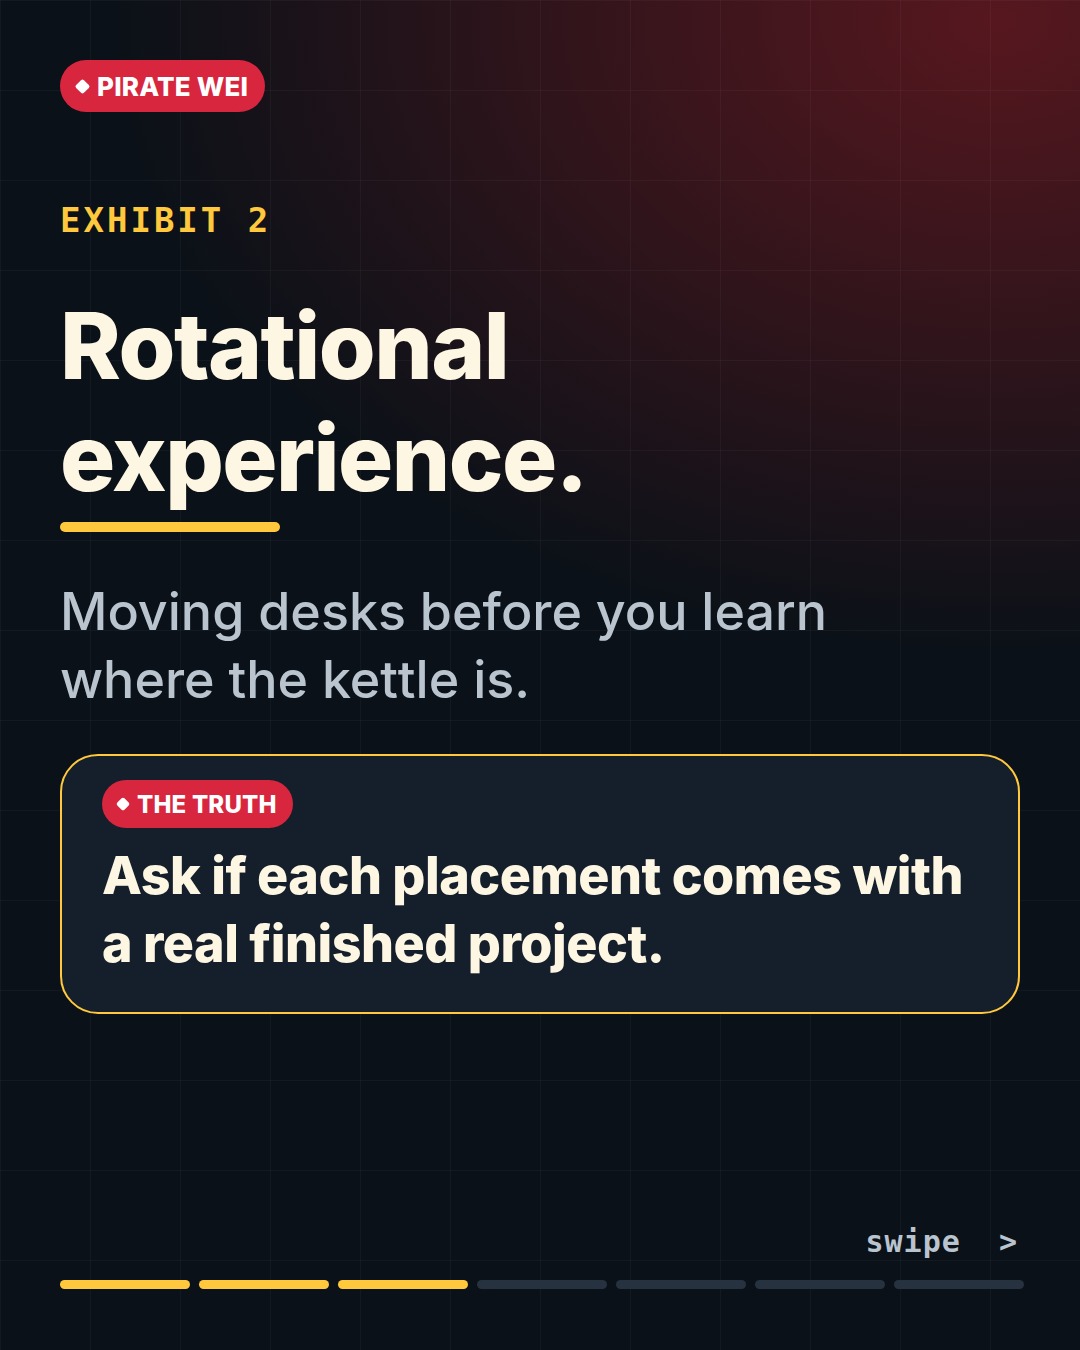 PIRATE WEI
EXHIBIT 2
Rotational
experience.
Moving desks before you learn
where the kettle is.
THE TRUTH
Ask if each placement comes with
a real finished project.
swipe >